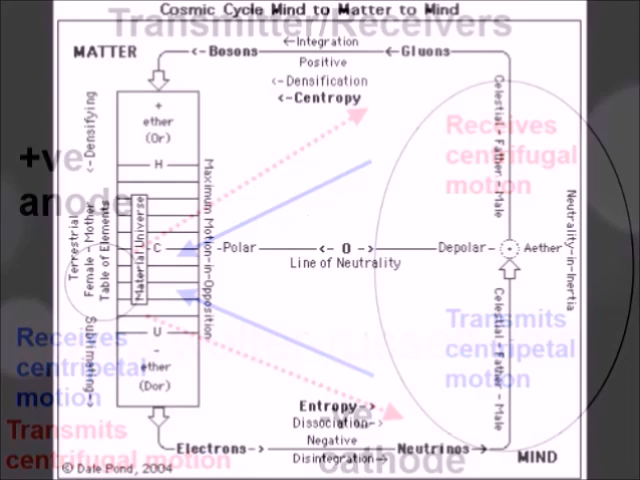 Cosmic Cycle Mind to Matter to Mind
Transmitter/Receivers
MATTER
<-Bosons
<-Integration
<-Gluons
Positive
<-Densification
<-Centropy
+
ether
(Or)
H
C
U
-
ether
(Dor)
<-Densifying
Terrestrial
Female - Mother
Table of Elements
Material Universe
Sublimating->
Maximum Motion-in-Opposition
+ve
anode
Receives
centrifugal
motion
Celestial - Father - Male
Neutrality-in-Inertia
-Polar
<- 0 ->
Depolar-
Aether
Line of Neutrality
Receives
centripetal
motion
Transmits
centrifugal motion
Transmits
centripetal
motion
Celestial - Father - Male
Entropy->
Dissociation->
Negative
Disintegration->
Electrons->
Neutrinos->
-ve
cathode
MIND
© Dale Pond, 2004